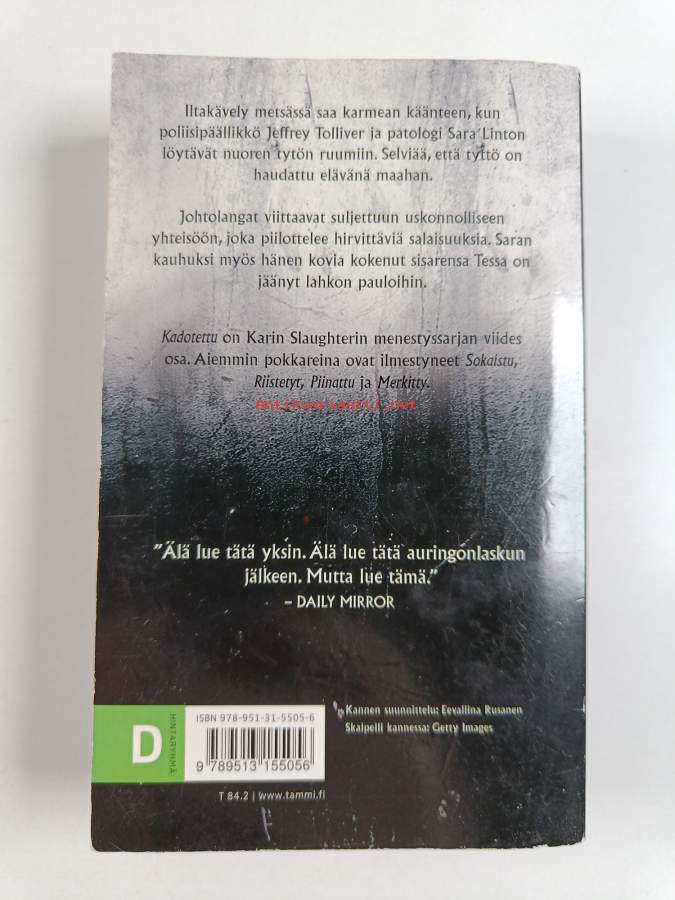 Iltakävely metsässä saa karmean käänteen, kun
poliisipäällikkö Jeffrey Tolliver ja patologi Sara Linton
löytävät nuoren tytön ruumiin. Selviää, että tyttö on
haudattu elävänä maahan.
Johtolangat viittaavat suljettuun uskonnolliseen
yhteisöön, joka piilottelee hirvittäviä salaisuuksia. Saran
kauhuksi myös hänen kovia kokenut sisarensa Tessa on
jäänyt lahkon pauloihin.
Kadotettu on Karin Slaughterin menestyssarjan viides
osa. Aiemmin pokkareina ovat ilmestyneet Sokaistu,
Riistetyt, Piinattu ja Merkitty.
Antikvariaatti.net
”Älä lue tätä yksin. Älä lue tätä auringonlaskun
jälkeen. Mutta lue tämä.”
– DAILY MIRROR
Kannen suunnittelu: Eevaliina Rusanen
Skalpelli kannessa: Getty Images
D
HINTARYHMÄ
ISBN 978-951-31-5505-6
9 789513 155056
T 84.2 | www.tammi.fi